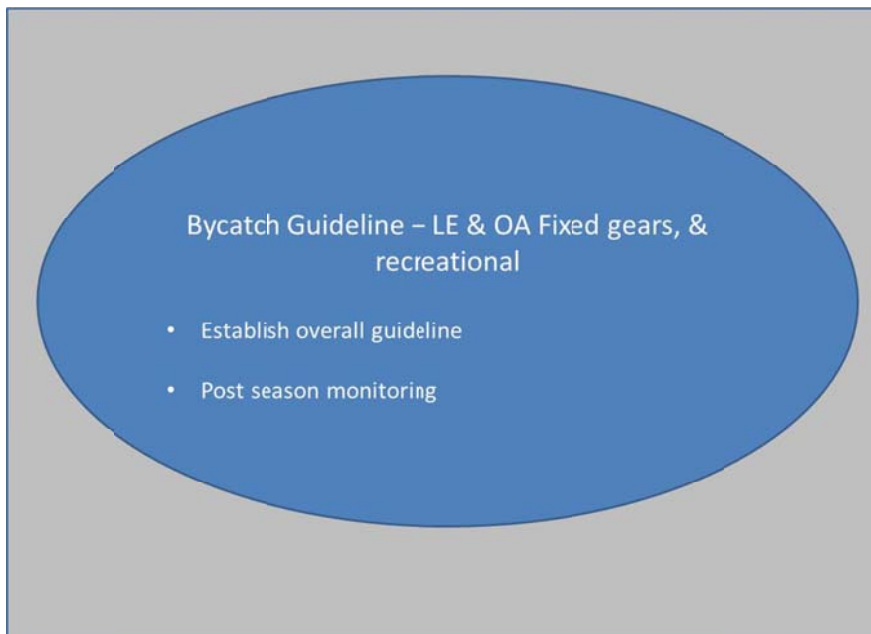 Bycatch Guideline – LE & OA Fixed gears, &
recreational
• Establish overall guideline
• Post season monitoring